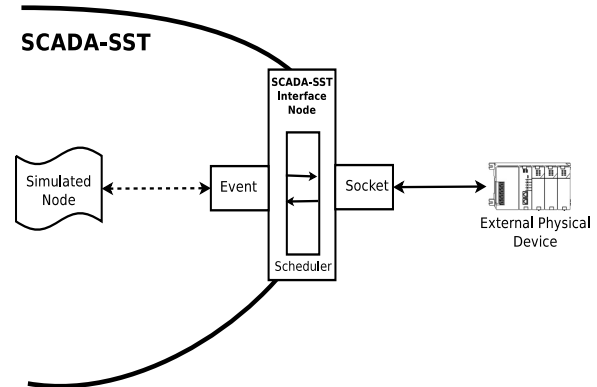 SCADA-SST
SCADA-SST
Interface
Node
Simulated
Node
Event
Socket
External Physical
Device
Scheduler